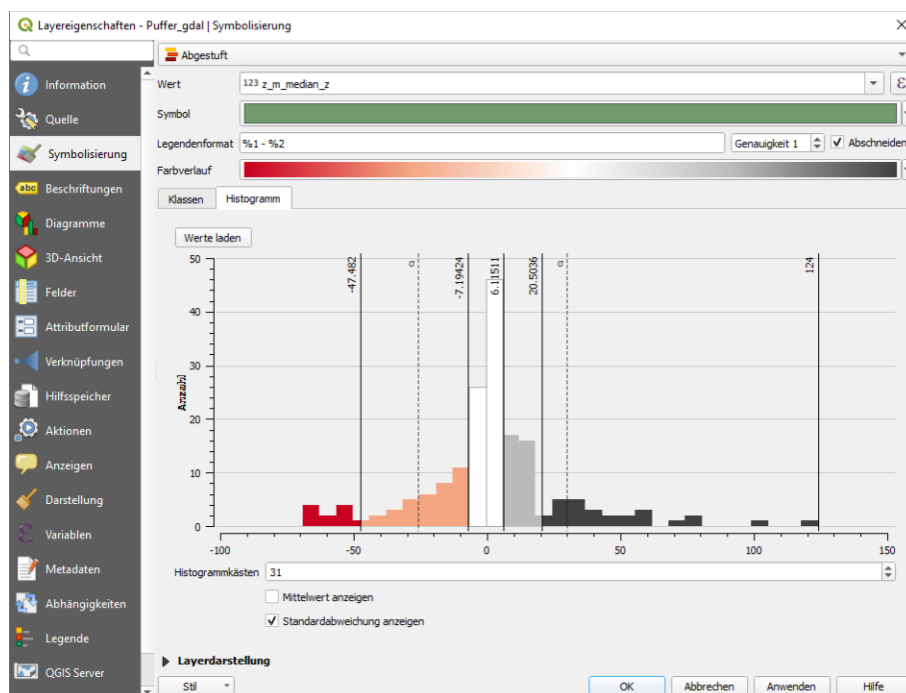 Layereigenschaften - Puffer_gdal | Symbolisierung
Information
Quelle
Symbolisierung
abc Beschriftungen
Diagramme
3D-Ansicht
Felder
Attributformular
Verknüpfungen
Hilfsspeicher
Aktionen
Anzeigen
Darstellung
ε Variablen
Metadaten
Abhängigkeiten
Legende
QGIS Server
Abgestuft
Wert 123 z_m_median_z ε
Symbol
Legendenformat %1 - %2 Genauigkeit 1 Abschneiden
Farbverlauf
Klassen Histogramm
Werte laden
Anzahl
50
40
30
20
10
0
-47.482
σ
-7.19424
6.11511
20.5036
σ
124
-100 -50 0 50 100 150
Histogrammkästen 31
Mittelwert anzeigen
Standardabweichung anzeigen
Layerdarstellung
Stil OK Abbrechen Anwenden Hilfe